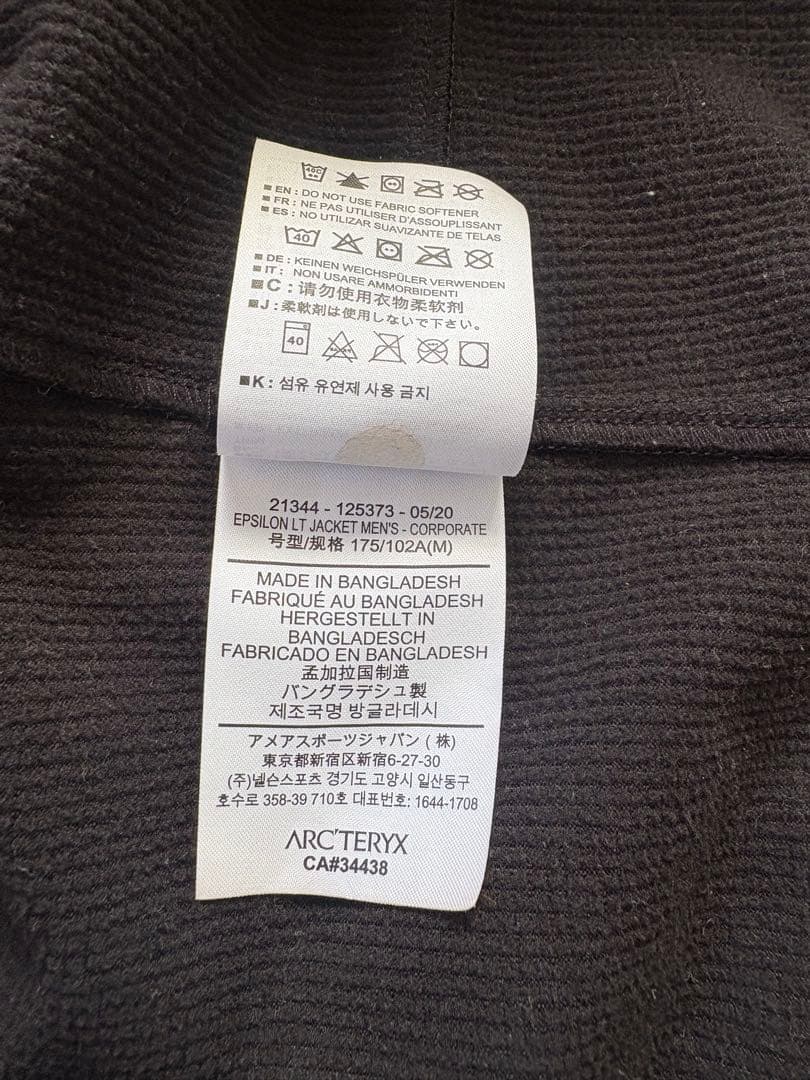 40C
■ EN : DO NOT USE FABRIC SOFTENER
■ FR : NE PAS UTILISER D'ASSOUPLISSANT
■ ES : NO UTILIZAR SUAVIZANTE DE TELAS
40
■ DE : KEINEN WEICHSPÜLER VERWENDEN
■ IT : NON USARE AMMORBIDENTI
■ C : 请勿使用衣物柔软剂
■ J : 柔軟剤は使用しないで下さい。
40
■ K : 섬유 유연제 사용 금지
21344 - 125373 - 05/20
EPSILON LT JACKET MEN'S - CORPORATE
号型/规格 175/102A(M)
MADE IN BANGLADESH
FABRIQUÉ AU BANGLADESH
HERGESTELLT IN
BANGLADESCH
FABRICADO EN BANGLADESH
孟加拉国制造
バングラデシュ製
제조국명 방글라데시
アメアスポーツジャパン ( 株)
東京都新宿区新宿6-27-30
(주)넬슨스포츠 경기도 고양시 일산동구
호수로 358-39 710호 대표번호: 1644-1708
ARC'TERYX
CA#34438